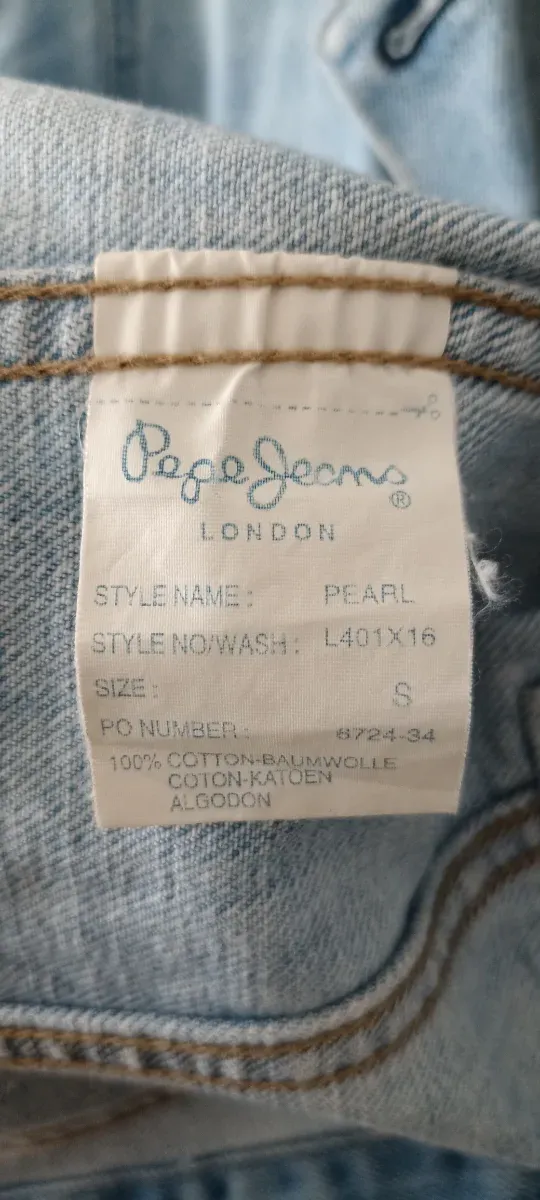 Pepe Jeans®
LONDON
STYLE NAME : PEARL
STYLE NO/WASH : L401X16
SIZE : S
PO NUMBER : 6724-34
100% COTTON-BAUMWOLLE
COTON-KATOEN
ALGODON